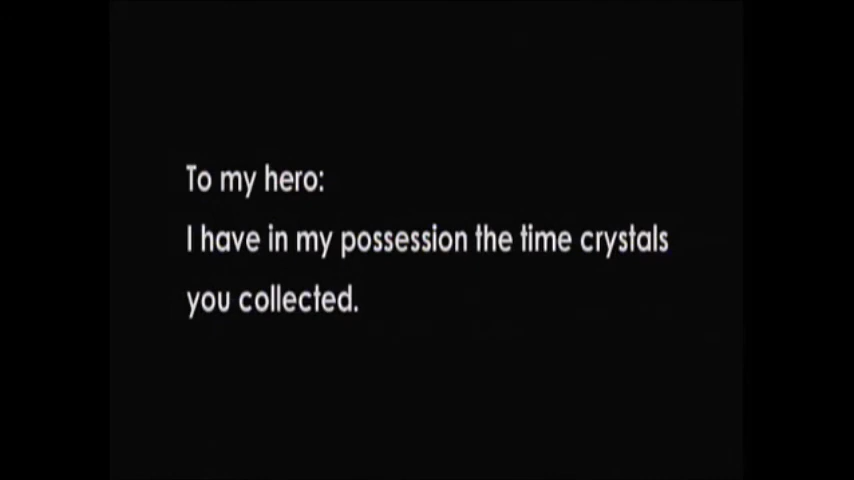 To my hero:
I have in my possession the time crystals
you collected.